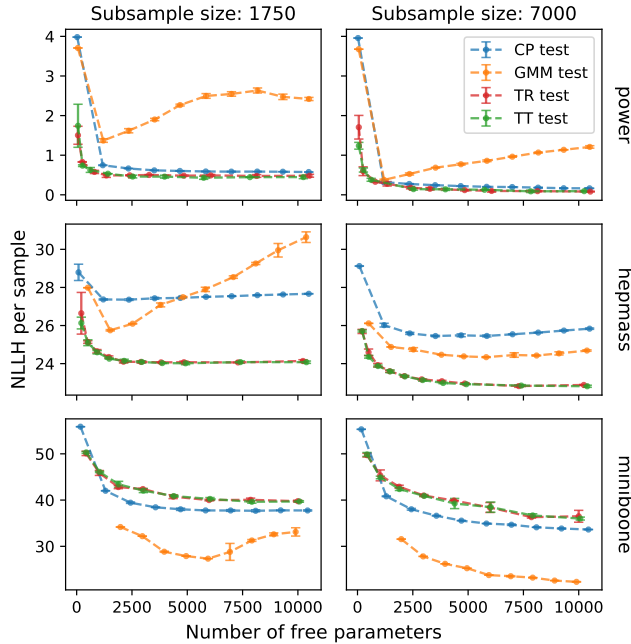 Subsample size: 1750
Subsample size: 7000
4
3
2
1
0
CP test
GMM test
TR test
TT test
power
30
28
26
24
hepmass
NLLH per sample
50
40
30
miniboone
0 2500 5000 7500 10000
0 2500 5000 7500 10000
Number of free parameters